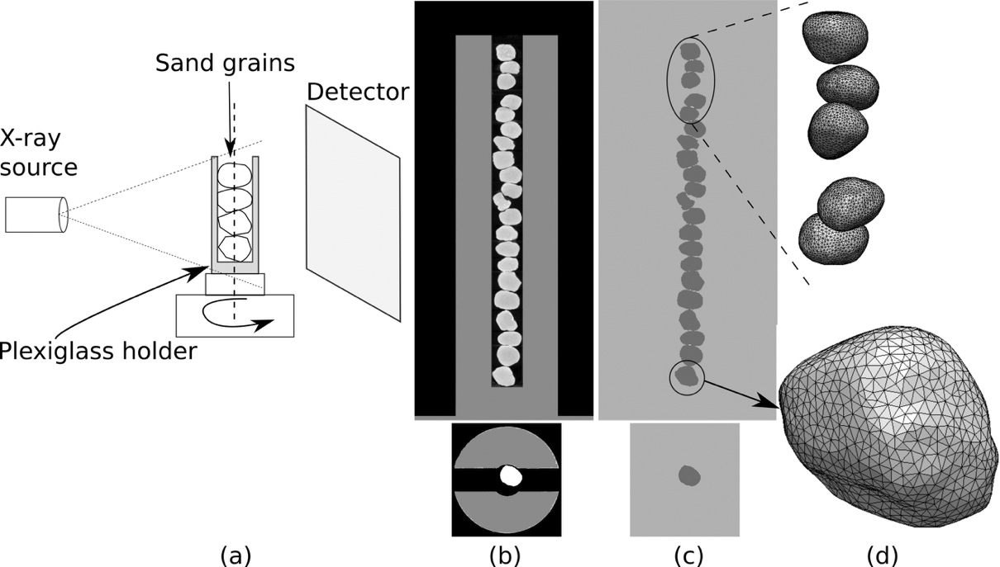 Sand grains
Detector
X-ray
source
Plexiglass holder
(a)
(b)
(c)
(d)